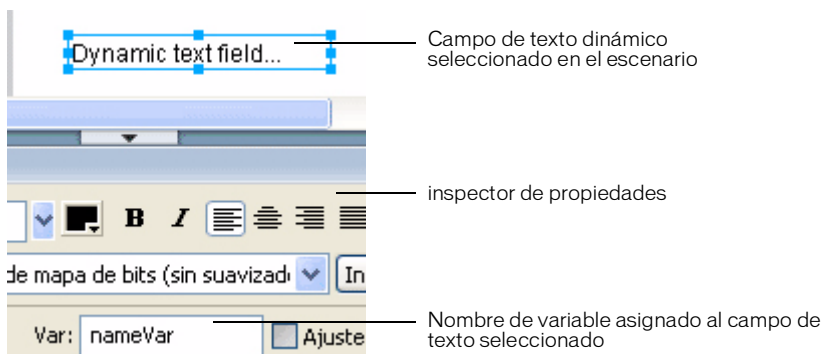 Dynamic text field...
Campo de texto dinámico
seleccionado en el escenario
inspector de propiedades
B I
de mapa de bits (sin suavizad
In
Var: nameVar
Ajuste
Nombre de variable asignado al campo de
texto seleccionado